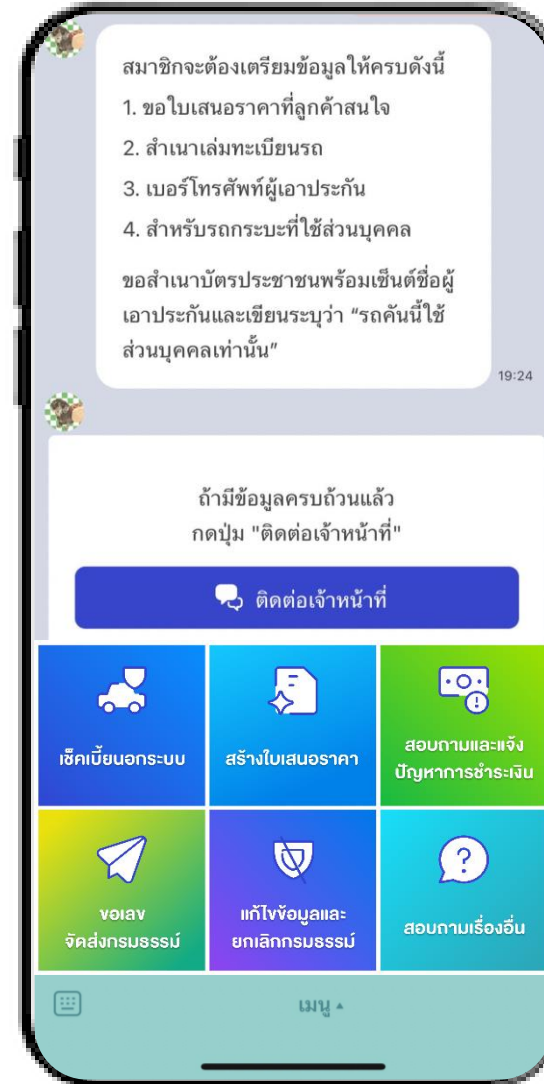 สมาชิกจะต้องเตรียมข้อมูลให้ครบดังนี้
1. ขอใบเสนอราคาที่ลูกค้าสนใจ
2. สำเนาเล่มทะเบียนรถ
3. เบอร์โทรศัพท์ผู้เอาประกัน
4. สำหรับรถกระบะที่ใช้ส่วนบุคคล
ขอสำเนาบัตรประชาชนพร้อมเซ็นต์ชื่อผู้
เอาประกันและเขียนระบุว่า “รถคันนี้ใช้
ส่วนบุคคลเท่านั้น”
19:24
ถ้ามีข้อมูลครบถ้วนแล้ว
กดปุ่ม "ติดต่อเจ้าหน้าที่"
ติดต่อเจ้าหน้าที่
เช็คเบี้ยนอกระบบ
สร้างใบเสนอราคา
สอบถามและแจ้ง
ปัญหาการชำระเงิน
ขอเลข
จัดส่งกรมธรรม์
แก้ไขข้อมูลและ
ยกเลิกกรมธรรม์
สอบถามเรื่องอื่น
เมนู